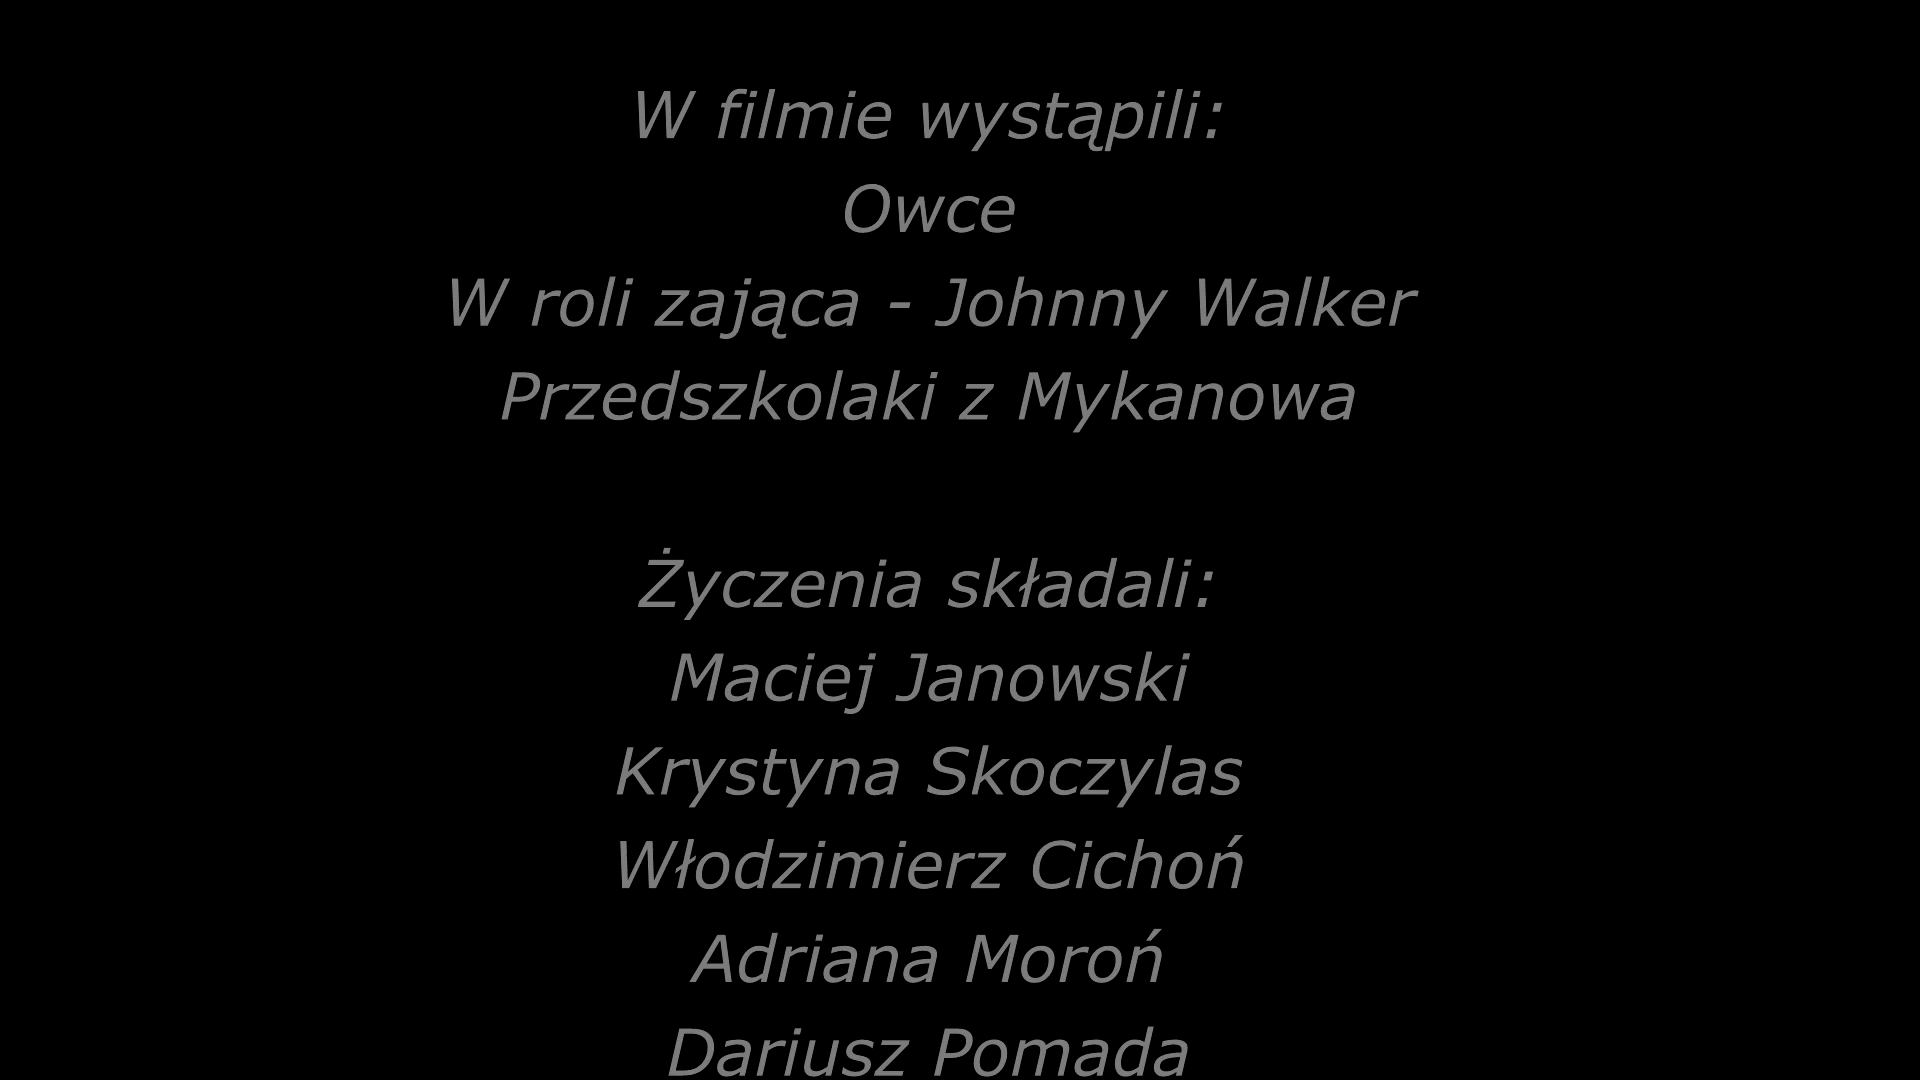 W filmie wystąpili:
Owce
W roli zająca - Johnny Walker
Przedszkolaki z Mykanowa
Życzenia składali:
Maciej Janowski
Krystyna Skoczylas
Włodzimierz Cichoń
Adriana Moroń
Dariusz Pomada